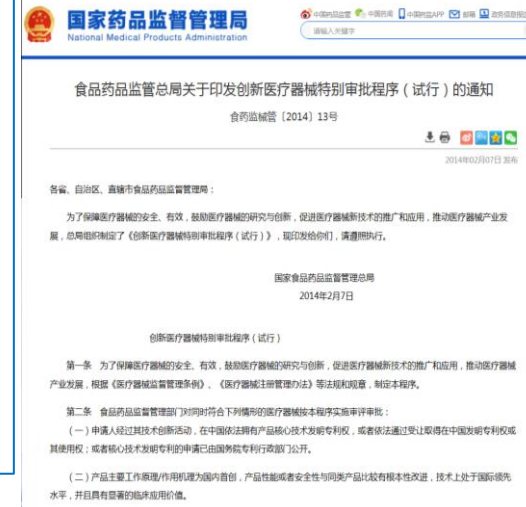 国家药品监督管理局
National Medical Products Administration
中国药品监管 中国药闻 中国药监APP 邮箱
请输入关键字
食品药品监管总局关于印发创新医疗器械特别审批程序（试行）的通知
食药监械管〔2014〕13号
2014年02月07日 发布
各省、自治区、直辖市食品药品监督管理局：
为了保障医疗器械的安全、有效，鼓励医疗器械的研究与创新，促进医疗器械新技术的推广和应用，推动医疗器械产业发
展，总局组织制定了《创新医疗器械特别审批程序（试行）》，现印发给你们，请遵照执行。
国家食品药品监管总局
2014年2月7日
创新医疗器械特别审批程序（试行）
第一条 为了保障医疗器械的安全、有效，鼓励医疗器械的研究与创新，促进医疗器械新技术的推广和应用，推动医疗器械
产业发展，根据《医疗器械监督管理条例》、《医疗器械注册管理办法》等法规和规章，制定本程序。
第二条 食品药品监督管理部门对同时符合下列情形的医疗器械按本程序实施审评审批：
（一）申请人经过其技术创新活动，在中国依法拥有产品核心技术发明专利权，或者依法通过受让取得在中国发明专利权或
其使用权；或者核心技术发明专利的申请已由国务院专利行政部门公开。
（二）产品主要工作原理/作用机理为国内首创，产品性能或者安全性与同类产品比较有根本性改进，技术上处于国际领先
水平，并且具有显著的临床应用价值。